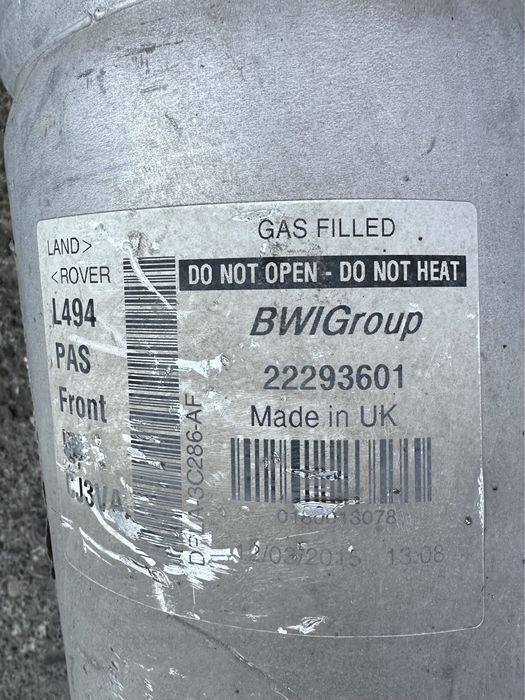 LAND>
<ROVER
L494
PAS
Front
GAS FILLED
DO NOT OPEN - DO NOT HEAT
BWIGroup
22293601
Made in UK
13:08